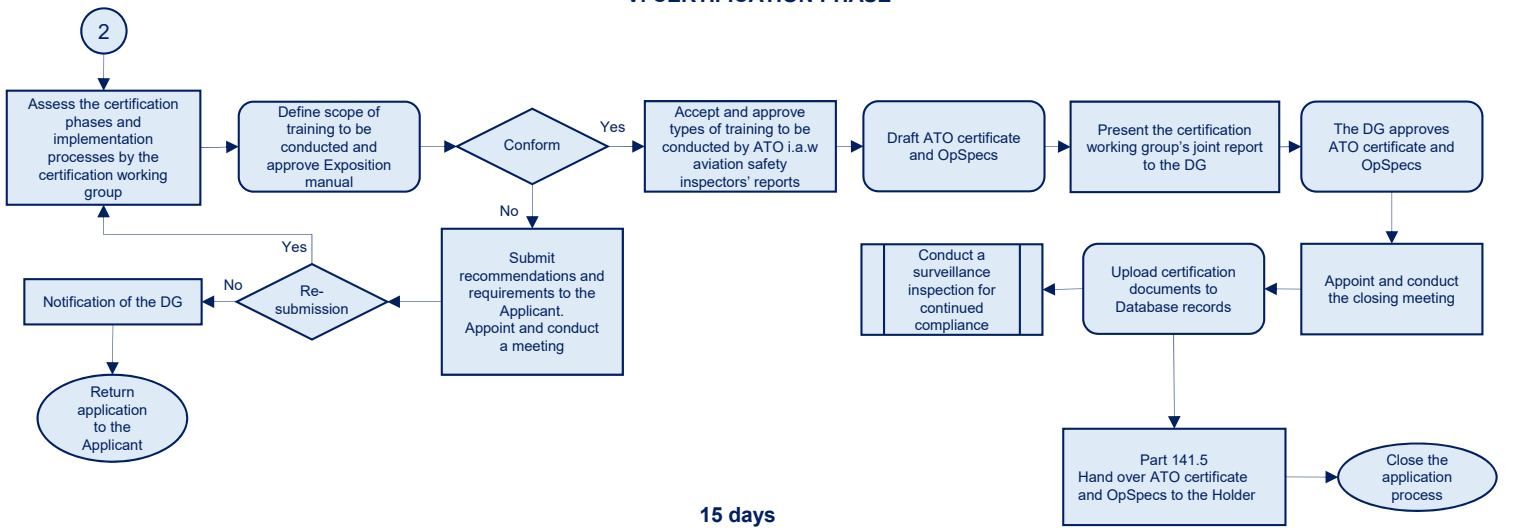 V. CERTIFICATION PHASE
2
Assess the certification
phases and
implementation
processes by the
certification working
group
Define scope of
training to be
conducted and
approve Exposition
manual
Conform
Yes
Accept and approve
types of training to be
conducted by ATO i.a.w
aviation safety
inspectors’ reports
Draft ATO certificate
and OpSpecs
Present the certification
working group’s joint report
to the DG
The DG approves
ATO certificate and
OpSpecs
No
Submit
recommendations and
requirements to the
Applicant.
Appoint and conduct
a meeting
Yes
Re-
submission
No
Notification of the DG
Return
application
to the
Applicant
Conduct a
surveillance
inspection for
continued
compliance
Upload certification
documents to
Database records
Appoint and conduct
the closing meeting
Part 141.5
Hand over ATO certificate
and OpSpecs to the Holder
Close the
application
process
15 days